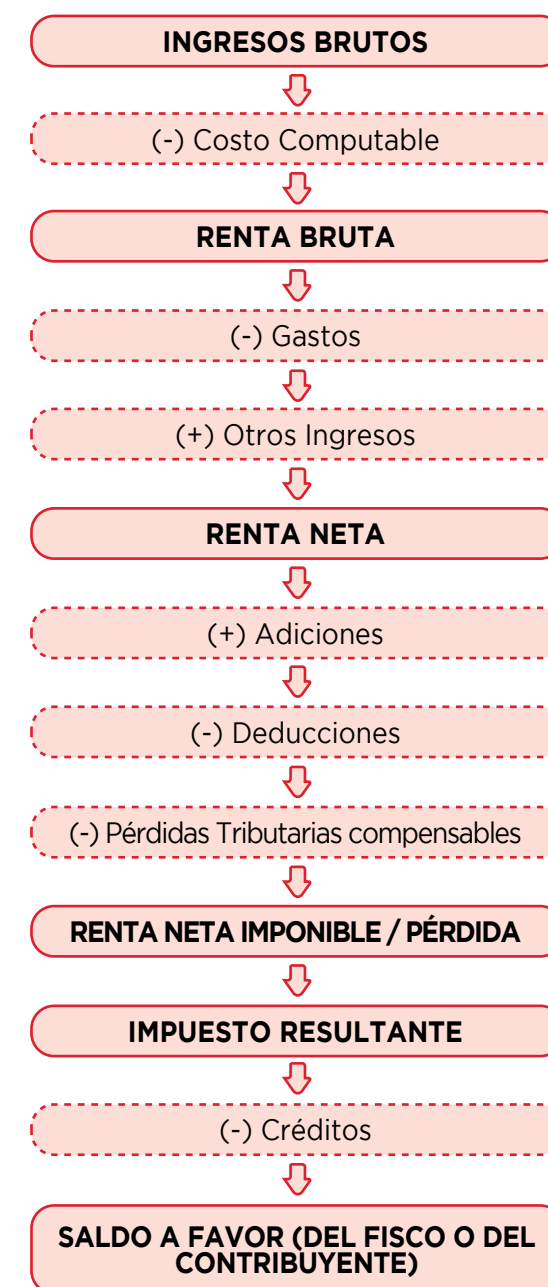 INGRESOS BRUTOS
(-) Costo Computable
RENTA BRUTA
(-) Gastos
(+) Otros Ingresos
RENTA NETA
(+) Adiciones
(-) Deducciones
(-) Pérdidas Tributarias compensables
RENTA NETA IMPONIBLE / PÉRDIDA
IMPUESTO RESULTANTE
(-) Créditos
SALDO A FAVOR (DEL FISCO O DEL
CONTRIBUYENTE)